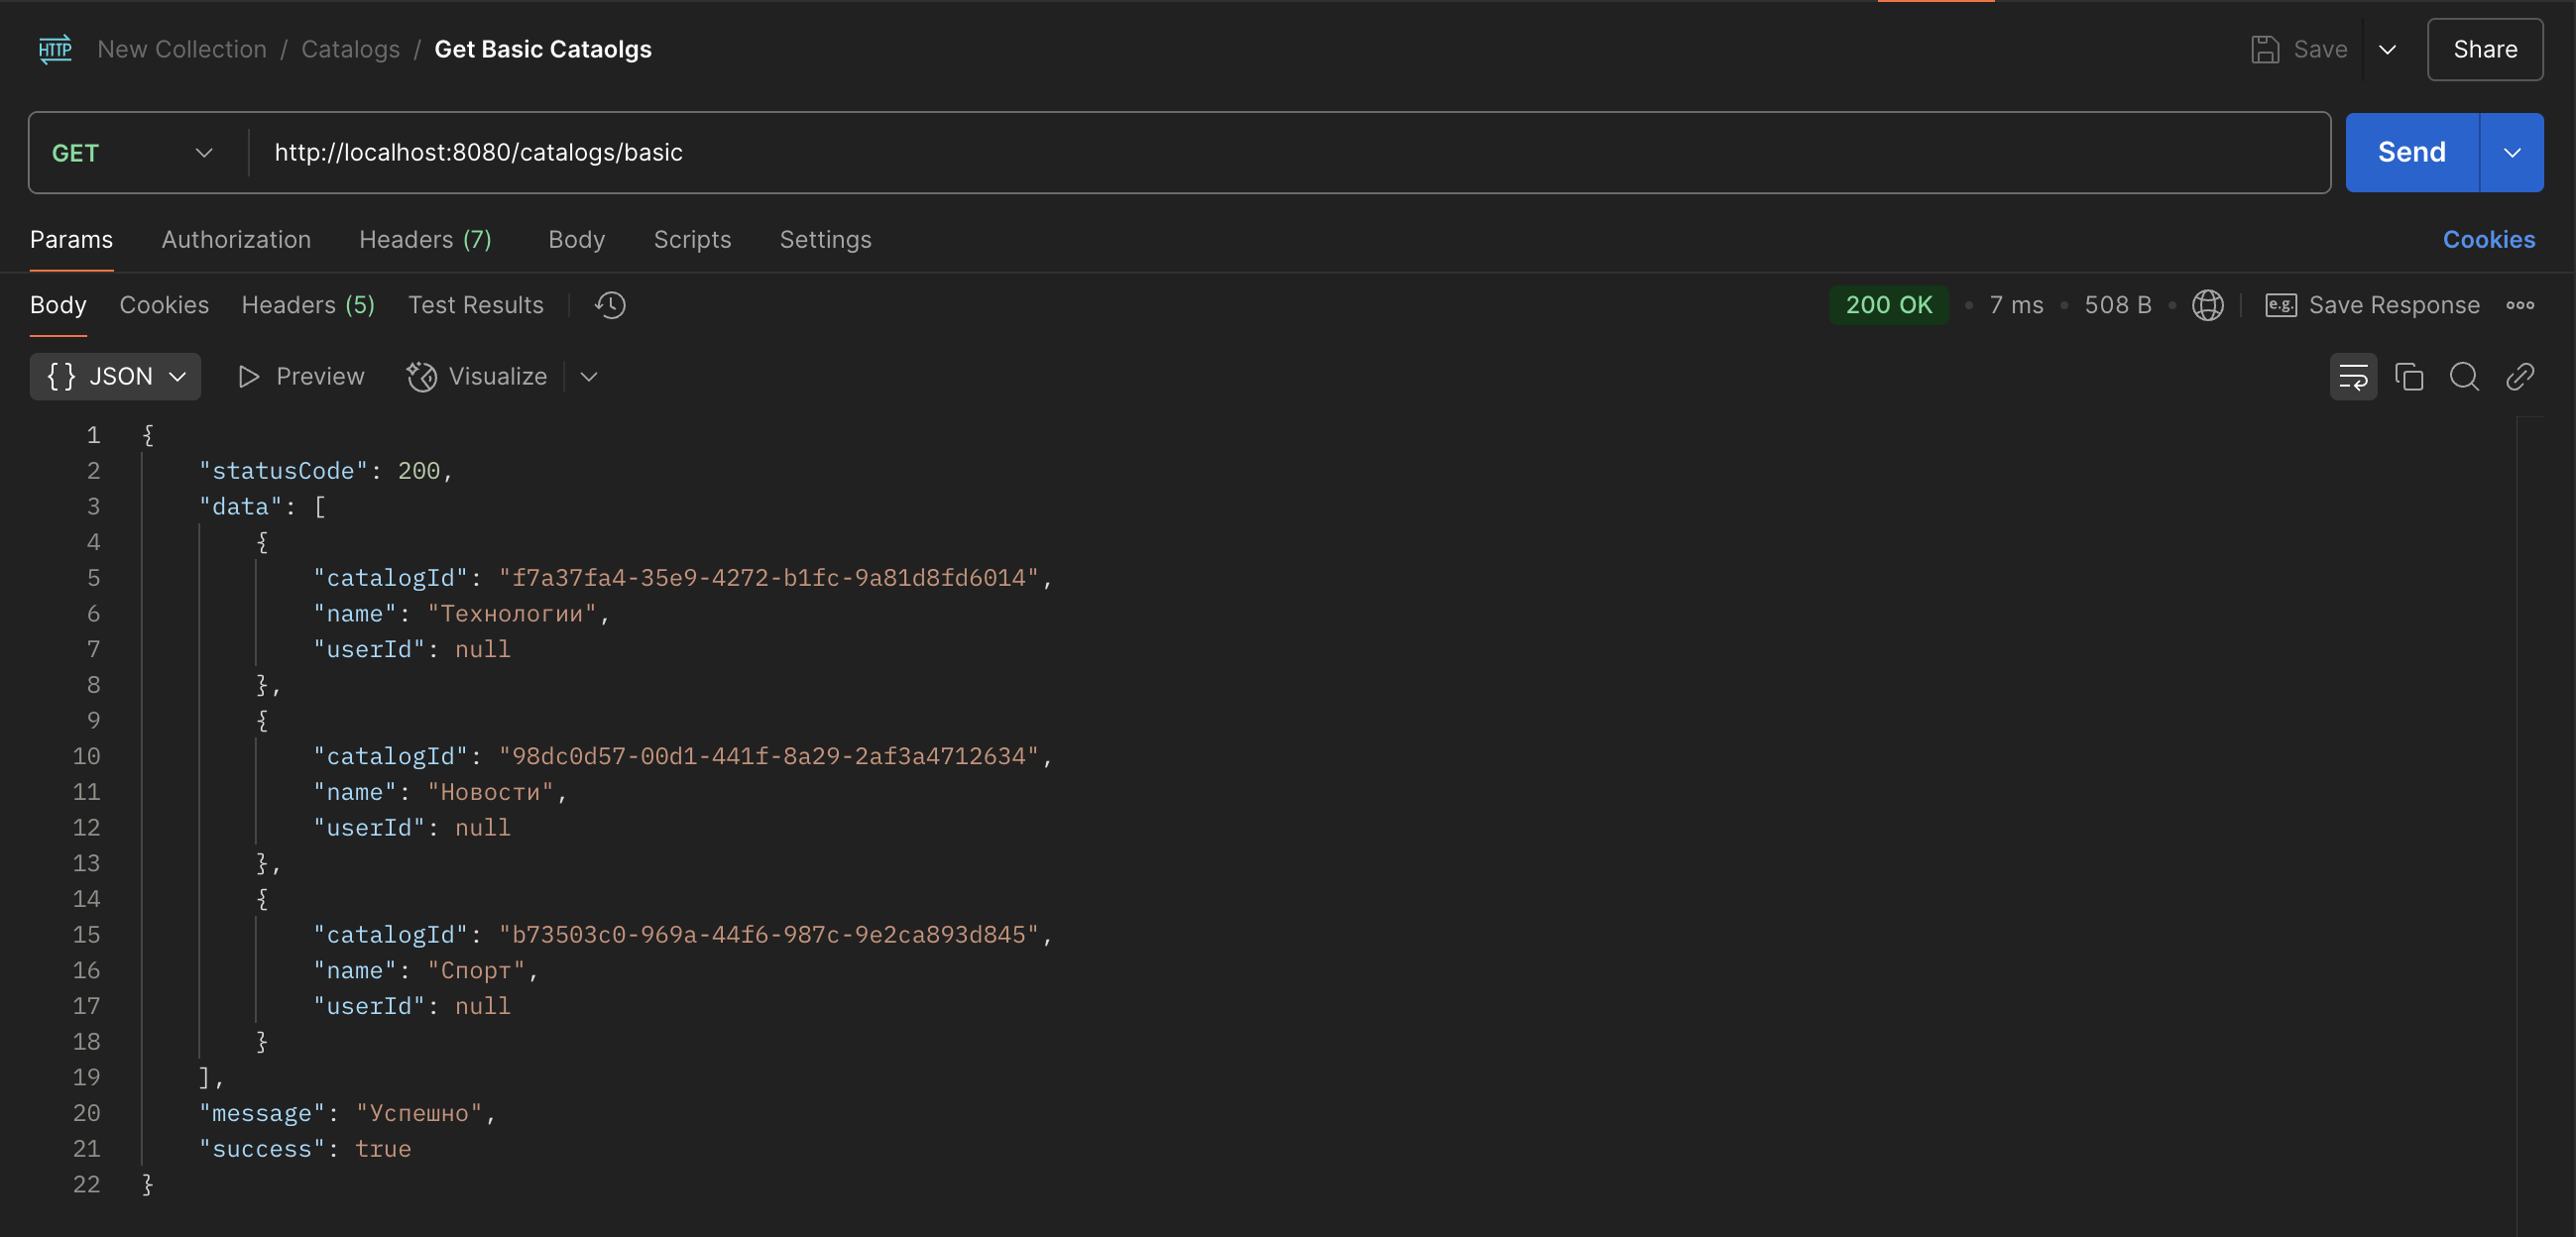 HTTP New Collection / Catalogs / Get Basic Cataolgs Save Share
GET http://localhost:8080/catalogs/basic Send
Params Authorization Headers (7) Body Scripts Settings Cookies
Body Cookies Headers (5) Test Results 200 OK • 7 ms • 508 B • e.g. Save Response
{} JSON Preview Visualize
1 {
2 "statusCode": 200,
3 "data": [
4 {
5 "catalogId": "f7a37fa4-35e9-4272-b1fc-9a81d8fd6014",
6 "name": "Технологии",
7 "userId": null
8 },
9 {
10 "catalogId": "98dc0d57-00d1-441f-8a29-2af3a4712634",
11 "name": "Новости",
12 "userId": null
13 },
14 {
15 "catalogId": "b73503c0-969a-44f6-987c-9e2ca893d845",
16 "name": "Спорт",
17 "userId": null
18 }
19 ],
20 "message": "Успешно",
21 "success": true
22 }